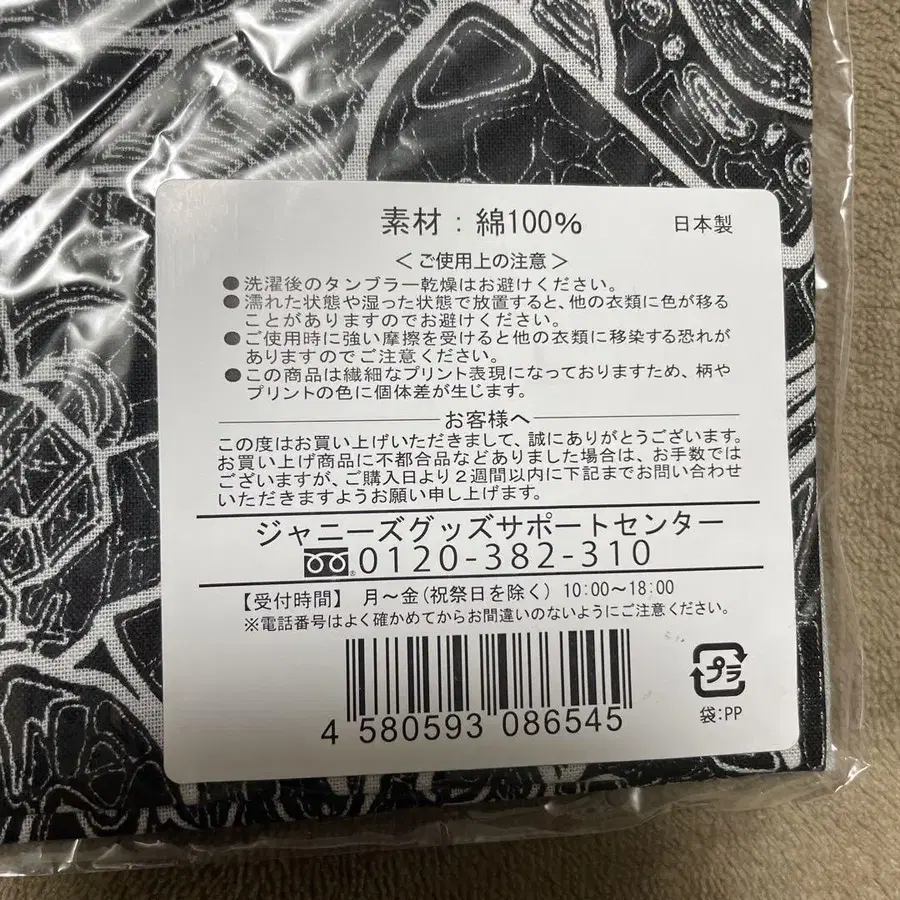 素材：綿100%
日本製
＜ご使用上の注意＞
●洗濯後のタンブラー乾燥はお避けください。
●濡れた状態や湿った状態で放置すると、他の衣類に色が移る
ことがありますのでお避けください。
●ご使用時に強い摩擦を受けると他の衣類に移染する恐れが
ありますのでご注意ください。
●この商品は繊細なプリント表現になっておりますため、柄や
プリントの色に個体差が生じます。
お客様へ
この度はお買い上げいただきまして、誠にありがとうございます。
お買い上げ商品に不都合品などありました場合は、お手数では
ございますが、ご購入日より2週間以内に下記までお問い合わせ
いただきますようお願い申し上げます。
ジャニーズグッズサポートセンター
0120-382-310
【受付時間】 月～金(祝祭日を除く) 10:00～18:00
※電話番号はよく確かめてからお間違いのないようにご注意ください。
4 580593 086545
プラ
袋:PP